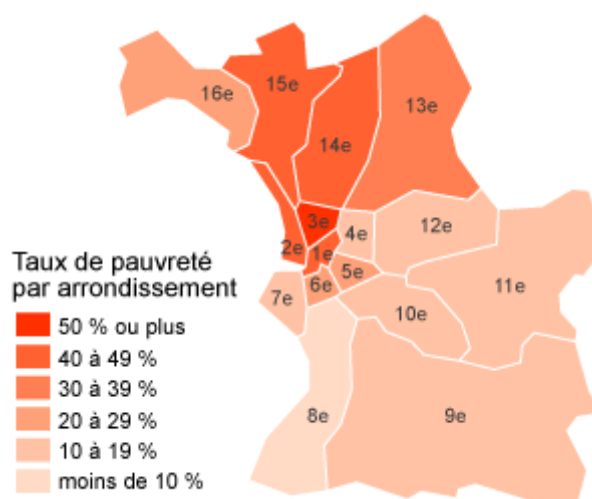 15e
16e
13e
14e
3e
4e
12e
2e
1e
5e
11e
7e
6e
10e
8e
9e
Taux de pauvreté
par arrondissement
50 % ou plus
40 à 49 %
30 à 39 %
20 à 29 %
10 à 19 %
moins de 10 %